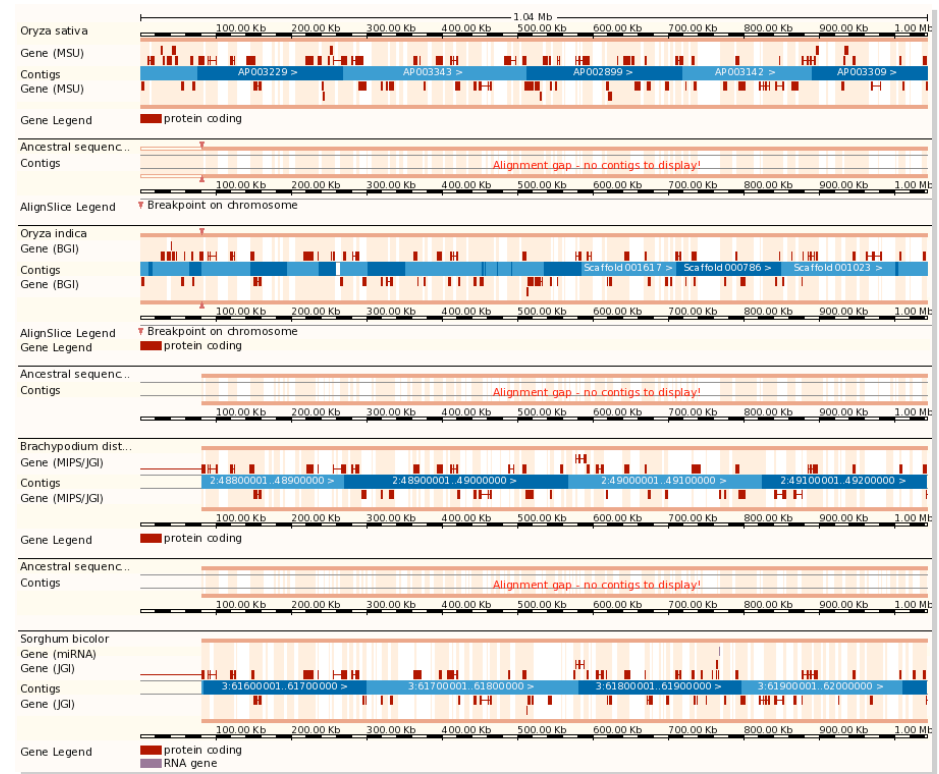 1.04 Mb
Oryza sativa 100.00 Kb 200.00 Kb 300.00 Kb 400.00 Kb 500.00 Kb 600.00 Kb 700.00 Kb 800.00 Kb 900.00 Kb 1.00 Mb
Gene (MSU)
Contigs AP003229 > AP003343 > AP002899 > AP003142 > AP003309 >
Gene (MSU)
Gene Legend protein coding
Ancestral sequenc...
Contigs Alignment gap - no contigs to display!
100.00 Kb 200.00 Kb 300.00 Kb 400.00 Kb 500.00 Kb 600.00 Kb 700.00 Kb 800.00 Kb 900.00 Kb 1.00 Mb
AlignSlice Legend Breakpoint on chromosome
Oryza indica
Gene (BGI)
Contigs Scaffold001617 > Scaffold000786 > Scaffold001023 >
Gene (BGI)
100.00 Kb 200.00 Kb 300.00 Kb 400.00 Kb 500.00 Kb 600.00 Kb 700.00 Kb 800.00 Kb 900.00 Kb 1.00 Mb
AlignSlice Legend Breakpoint on chromosome
Gene Legend protein coding
Ancestral sequenc...
Contigs Alignment gap - no contigs to display!
100.00 Kb 200.00 Kb 300.00 Kb 400.00 Kb 500.00 Kb 600.00 Kb 700.00 Kb 800.00 Kb 900.00 Kb 1.00 Mb
Brachypodium dist...
Gene (MIPS/JGI)
Contigs 2:48800001..48900000 > 2:48900001..49000000 > 2:49000001..49100000 > 2:49100001..49200000 >
Gene (MIPS/JGI)
100.00 Kb 200.00 Kb 300.00 Kb 400.00 Kb 500.00 Kb 600.00 Kb 700.00 Kb 800.00 Kb 900.00 Kb 1.00 Mb
Gene Legend protein coding
Ancestral sequenc...
Contigs Alignment gap - no contigs to display!
100.00 Kb 200.00 Kb 300.00 Kb 400.00 Kb 500.00 Kb 600.00 Kb 700.00 Kb 800.00 Kb 900.00 Kb 1.00 Mb
Sorghum bicolor
Gene (miRNA)
Gene (JGI)
Contigs 3:61600001..61700000 > 3:61700001..61800000 > 3:61800001..61900000 > 3:61900001..62000000 >
Gene (JGI)
100.00 Kb 200.00 Kb 300.00 Kb 400.00 Kb 500.00 Kb 600.00 Kb 700.00 Kb 800.00 Kb 900.00 Kb 1.00 Mb
Gene Legend protein coding
RNA gene